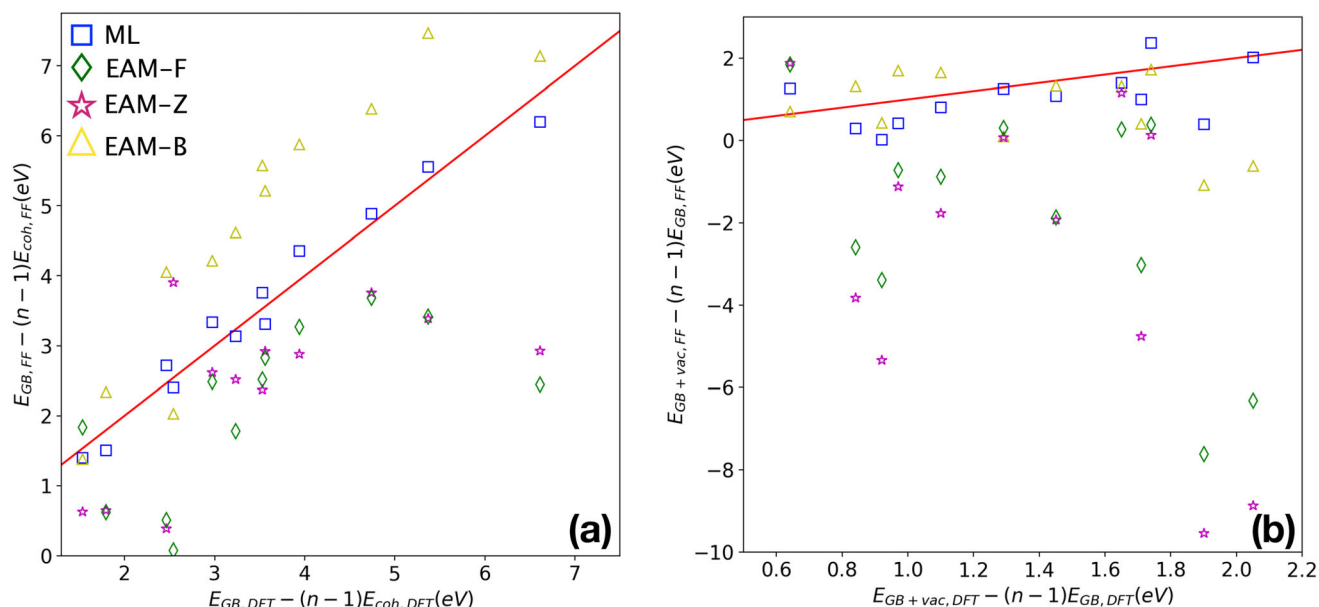 ML
EAM-F
EAM-Z
EAM-B
E_{GB,FF} − (n − 1)E_{coh,FF}(eV)
7
6
5
4
3
2
1
0
2 3 4 5 6 7
E_{GB,DFT} − (n − 1)E_{coh,DFT}(eV)
(a)
E_{GB+vac,FF} − (n − 1)E_{GB,FF}(eV)
2
0
−2
−4
−6
−8
−10
0.6 0.8 1.0 1.2 1.4 1.6 1.8 2.0 2.2
E_{GB+vac,DFT} − (n − 1)E_{GB,DFT}(eV)
(b)